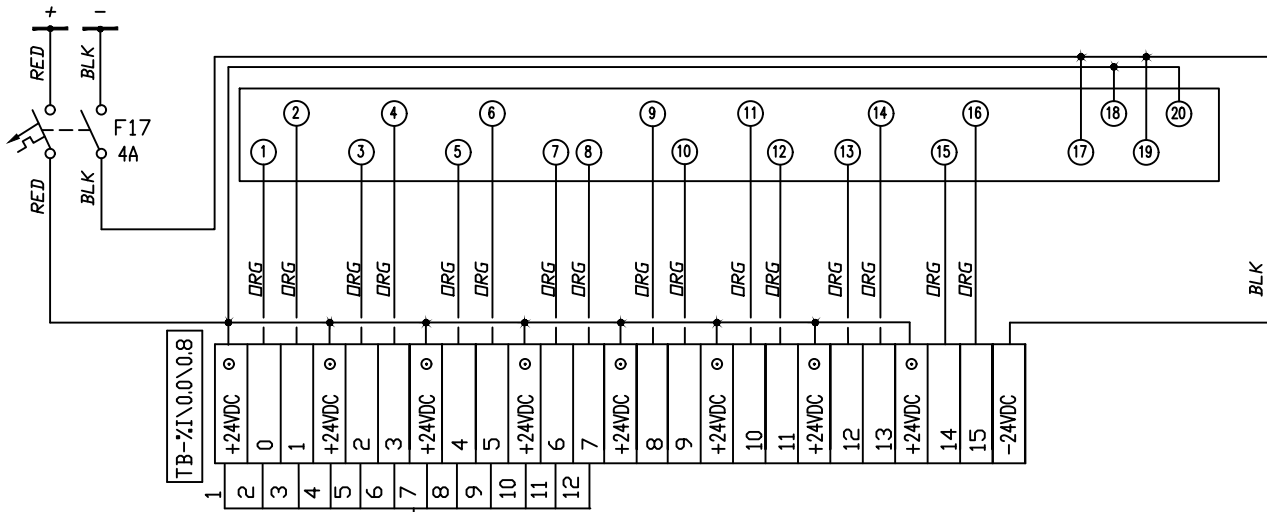 + -
RED BLK
F17
4A
RED BLK
2 4 6 9 11 14 16 18 20
1 3 5 7 8 10 12 13 15 17 19
ORG ORG ORG ORG ORG ORG ORG ORG ORG ORG ORG ORG ORG ORG ORG ORG BLK
TB-%I\0.0\0.8
+24VDC 0 1 +24VDC 2 3 +24VDC 4 5 +24VDC 6 7 +24VDC 8 9 +24VDC 10 11 +24VDC 12 13 +24VDC 14 15 -24VDC
1 2 3 4 5 6 7 8 9 10 11 12